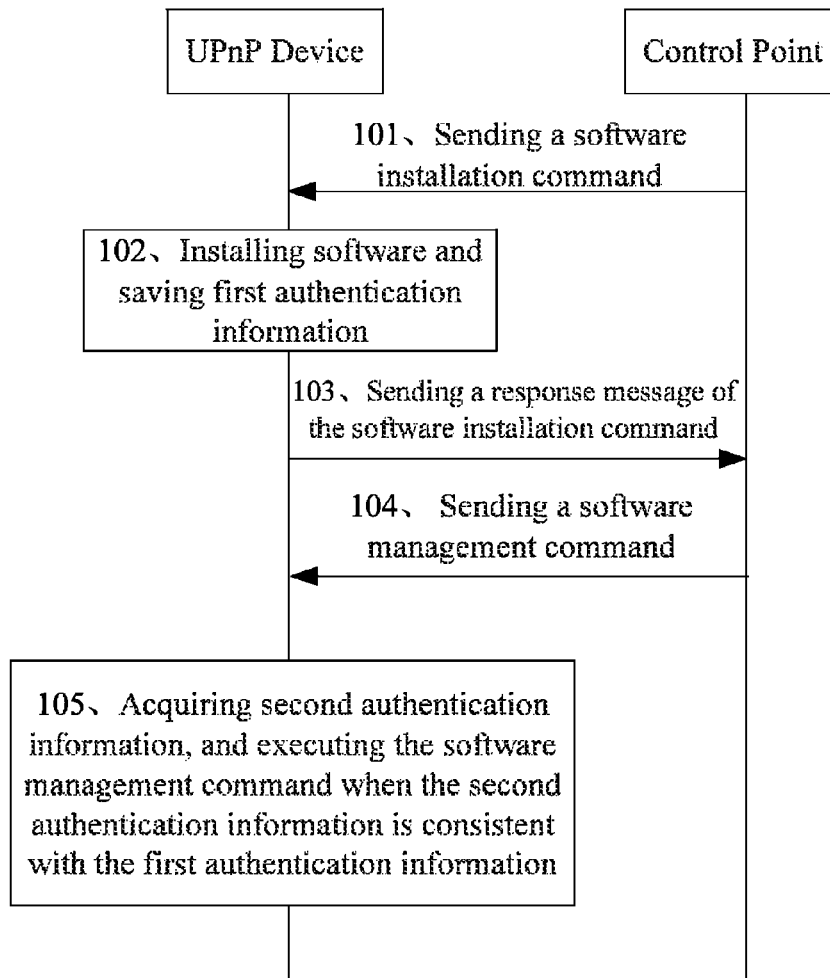 UPnP Device
Control Point
101、Sending a software
installation command
102、Installing software and
saving first authentication
information
103、Sending a response message of
the software installation command
104、 Sending a software
management command
105、Acquiring second authentication
information, and executing the software
management command when the second
authentication information is consistent
with the first authentication information